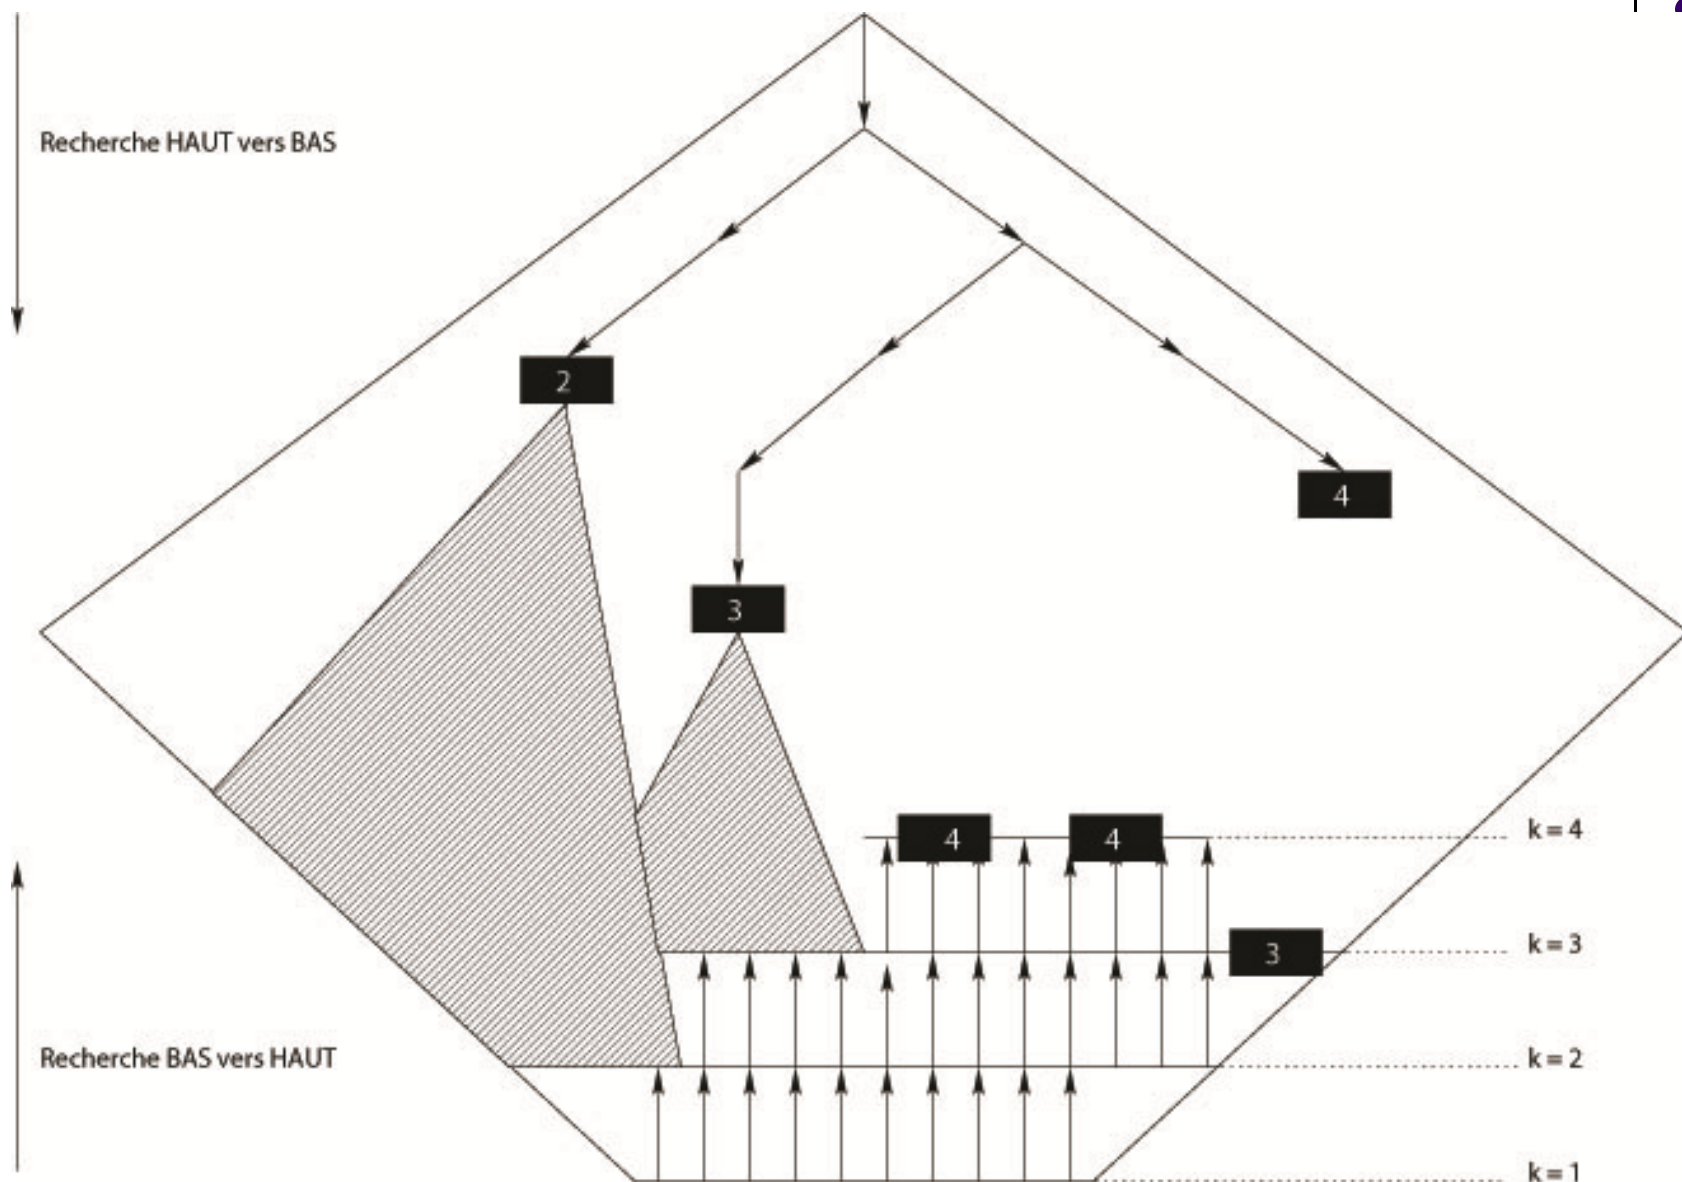 Recherche HAUT vers BAS
2
4
3
4
4
k = 4
3
k = 3
Recherche BAS vers HAUT
k = 2
k = 1